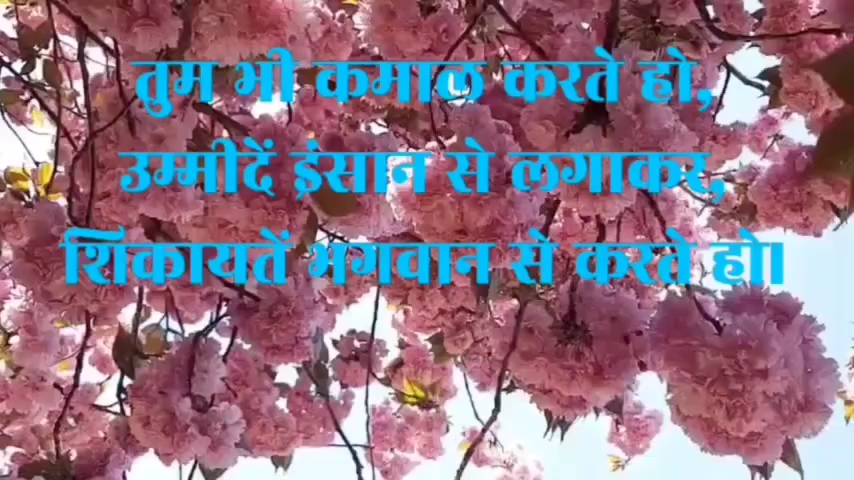 तुम भी कमाल करते हो,
उम्मीदें इंसान से लगाकर,
शिकायतें भगवान से करते हो।